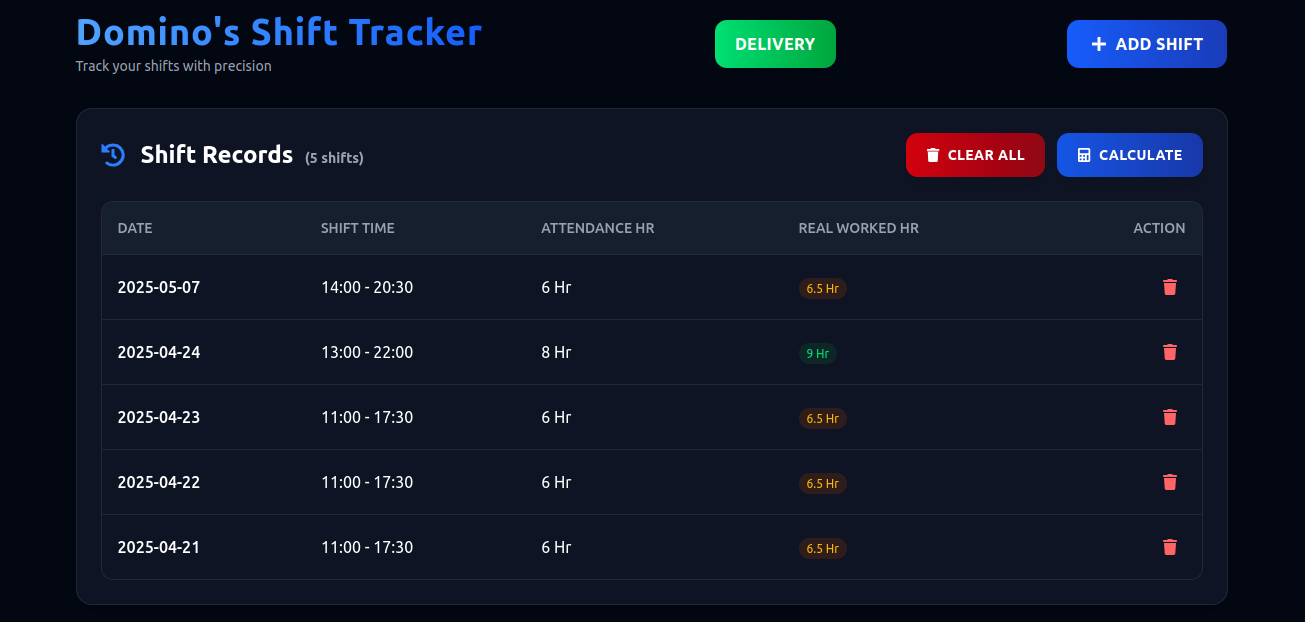 Domino's Shift Tracker
Track your shifts with precision
DELIVERY
ADD SHIFT
Shift Records (5 shifts)
CLEAR ALL
CALCULATE
DATE SHIFT TIME ATTENDANCE HR REAL WORKED HR ACTION
2025-05-07 14:00 - 20:30 6 Hr 6.5 Hr
2025-04-24 13:00 - 22:00 8 Hr 9 Hr
2025-04-23 11:00 - 17:30 6 Hr 6.5 Hr
2025-04-22 11:00 - 17:30 6 Hr 6.5 Hr
2025-04-21 11:00 - 17:30 6 Hr 6.5 Hr